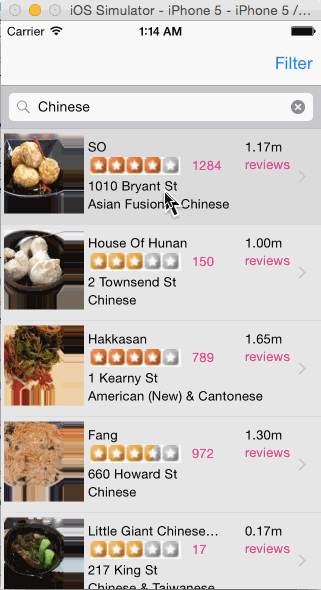 iOS Simulator - iPhone 5 - iPhone 5 /...
Carrier 1:14 AM
Filter
Chinese
SO 1.17m
1284 reviews
1010 Bryant St
Asian Fusion, Chinese
House Of Hunan 1.00m
150 reviews
2 Townsend St
Chinese
Hakkasan 1.65m
789 reviews
1 Kearny St
American (New) & Cantonese
Fang 1.30m
972 reviews
660 Howard St
Chinese
Little Giant Chinese... 0.17m
17 reviews
217 King St
Chinese & Taiwanese